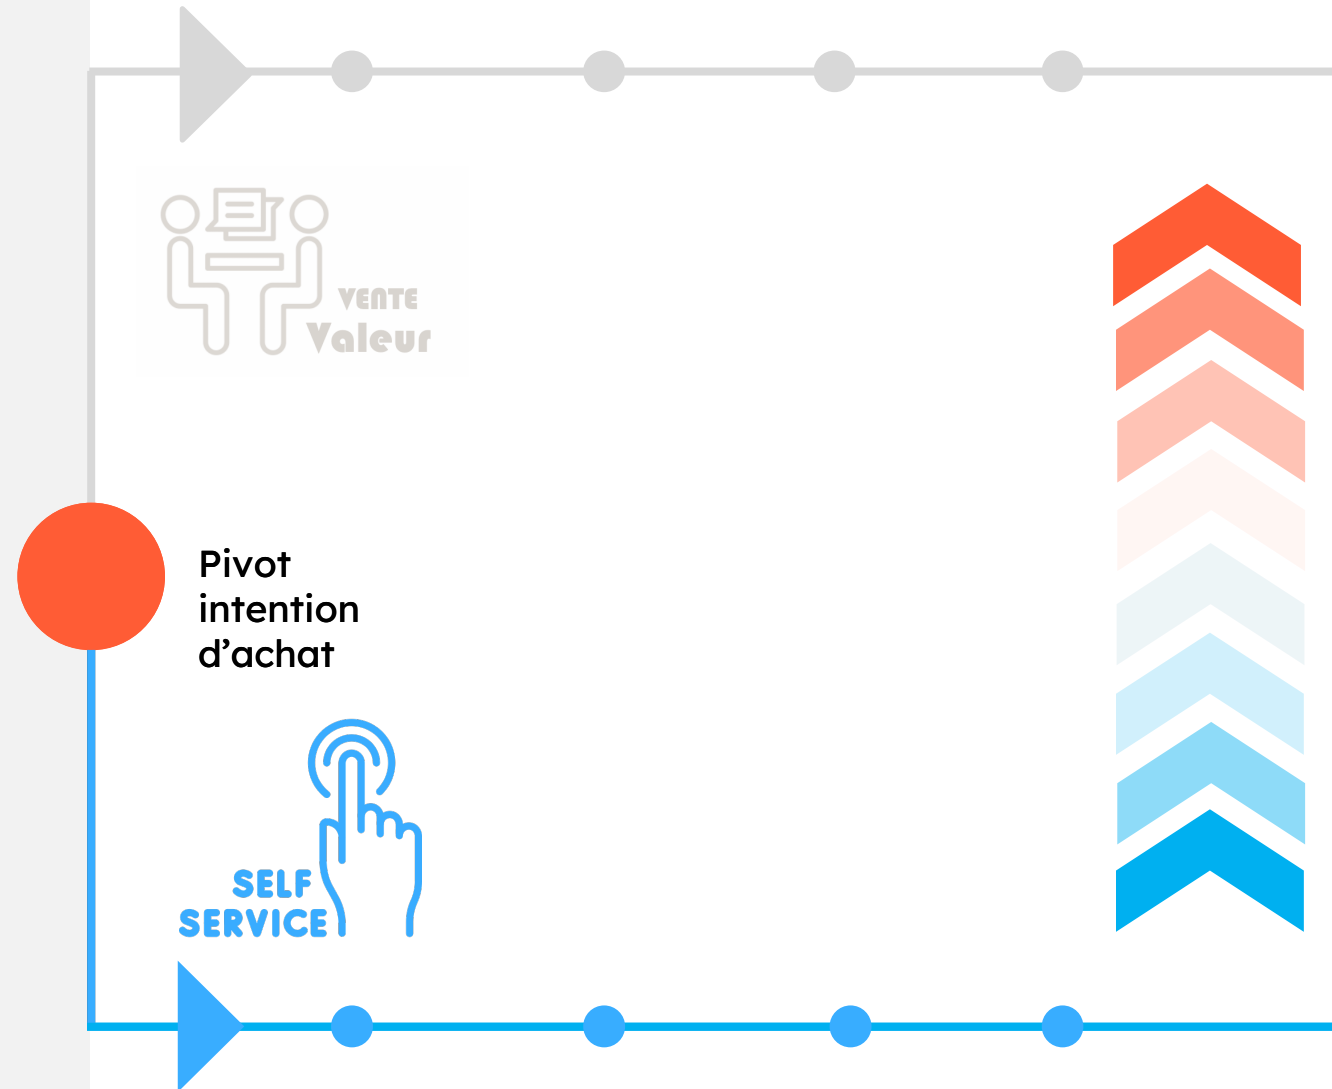 VENTE
Valeur
Pivot
intention
d’achat
SELF
SERVICE